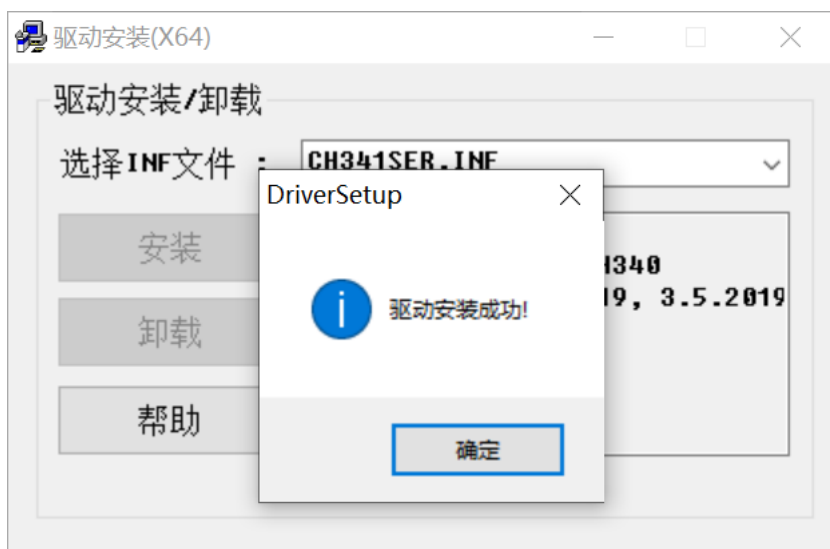 驱动安装(X64)
驱动安装/卸载
选择INF文件 :
CH341SER.INF
DriverSetup
安装
H340
驱动安装成功!
19, 3.5.2019
卸载
帮助
确定